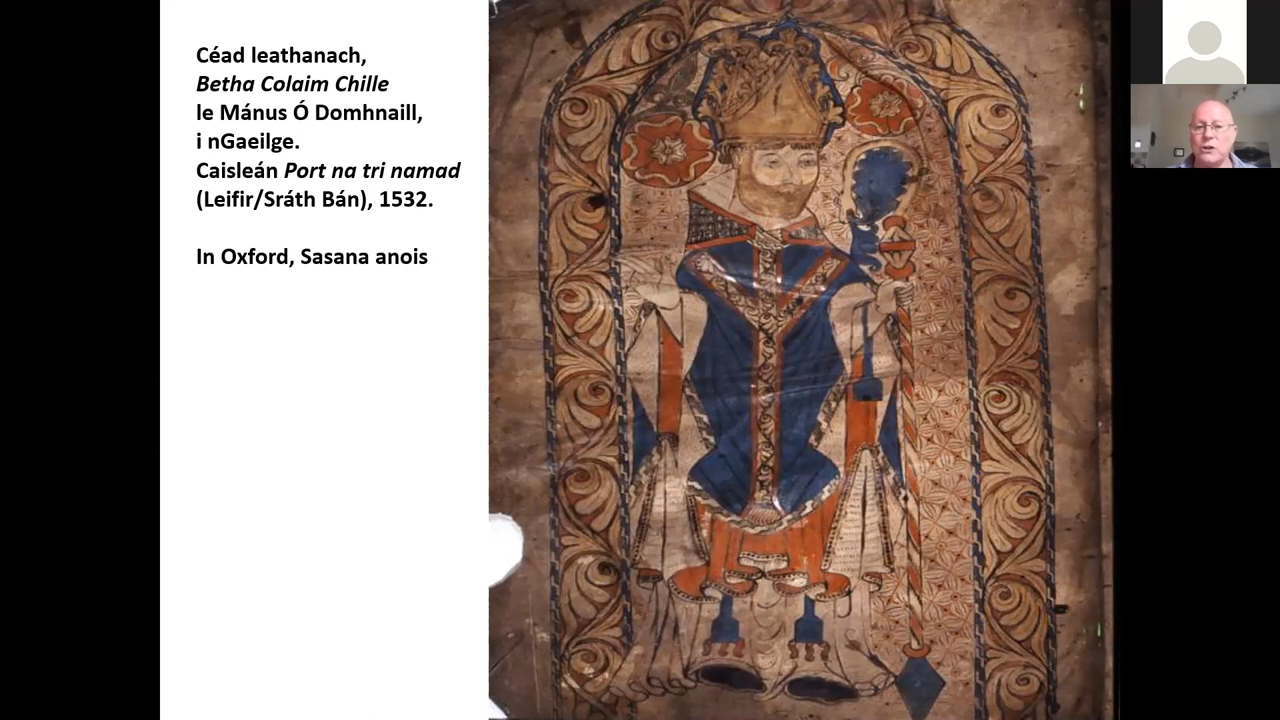 Céad leathanach,
Betha Colaim Chille
le Mánus Ó Domhnaill,
i nGaeilge.
Caisleán Port na tri namad
(Leifir/Sráth Bán), 1532.
In Oxford, Sasana anois